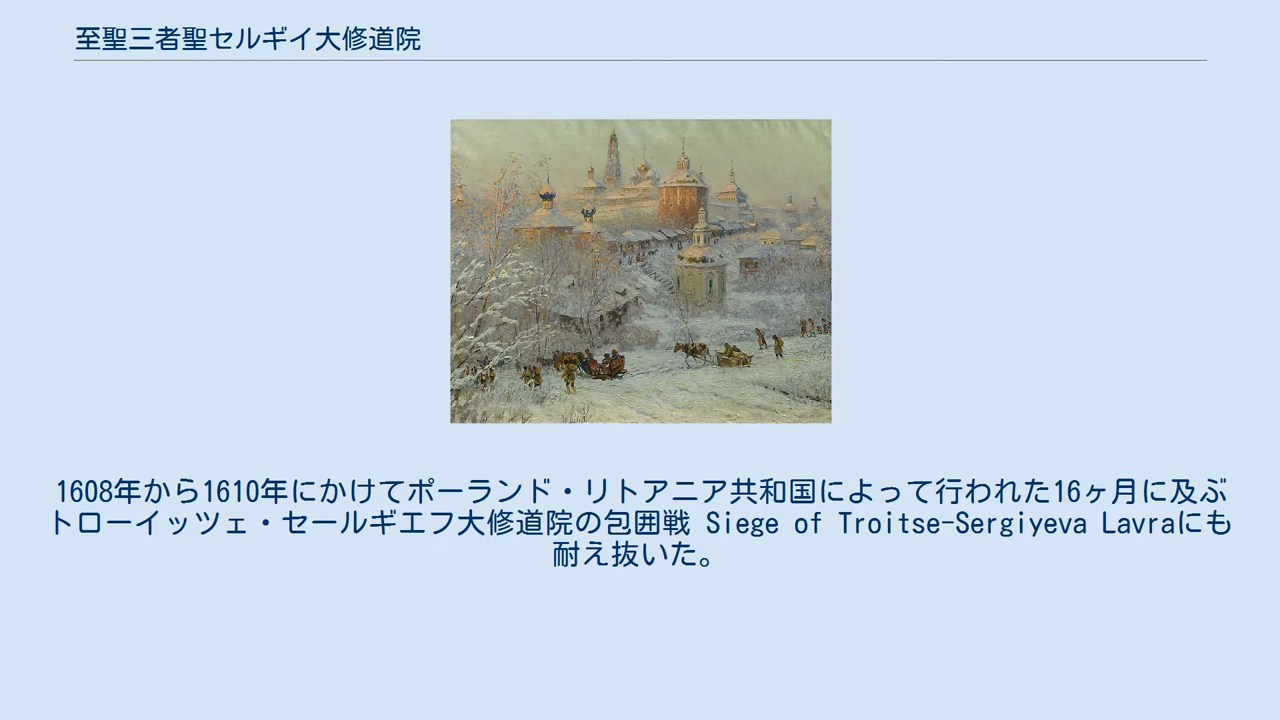 至聖三者聖セルギイ大修道院
1608年から1610年にかけてポーランド・リトアニア共和国によって行われた16ヶ月に及ぶ
トローイッツェ・セールギエフ大修道院の包囲戦 Siege of Troitse-Sergiyeva Lavraにも
耐え抜いた。